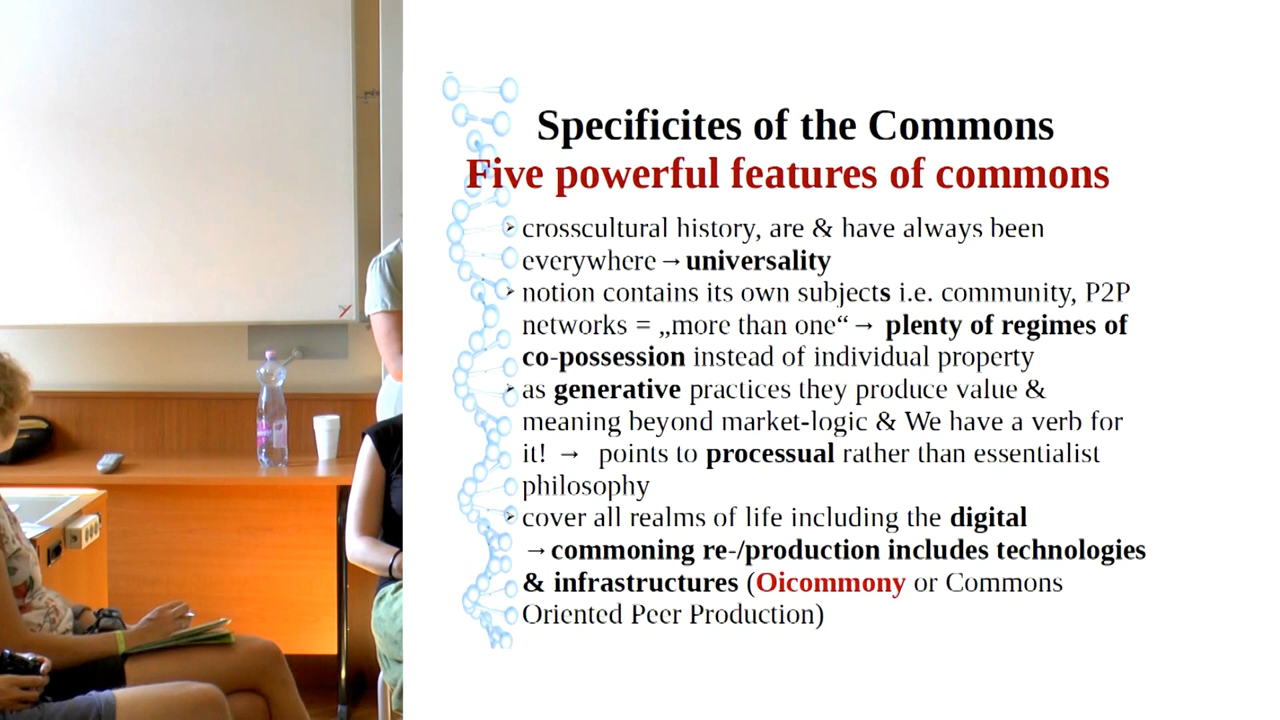 Specificites of the Commons
Five powerful features of commons
➢ crosscultural history, are & have always been
everywhere→universality
➢ notion contains its own subjects i.e. community, P2P
networks = „more than one“→ plenty of regimes of
co-possession instead of individual property
➢ as generative practices they produce value &
meaning beyond market-logic & We have a verb for
it! → points to processual rather than essentialist
philosophy
➢ cover all realms of life including the digital
→commoning re-/production includes technologies
& infrastructures (Oicommony or Commons
Oriented Peer Production)